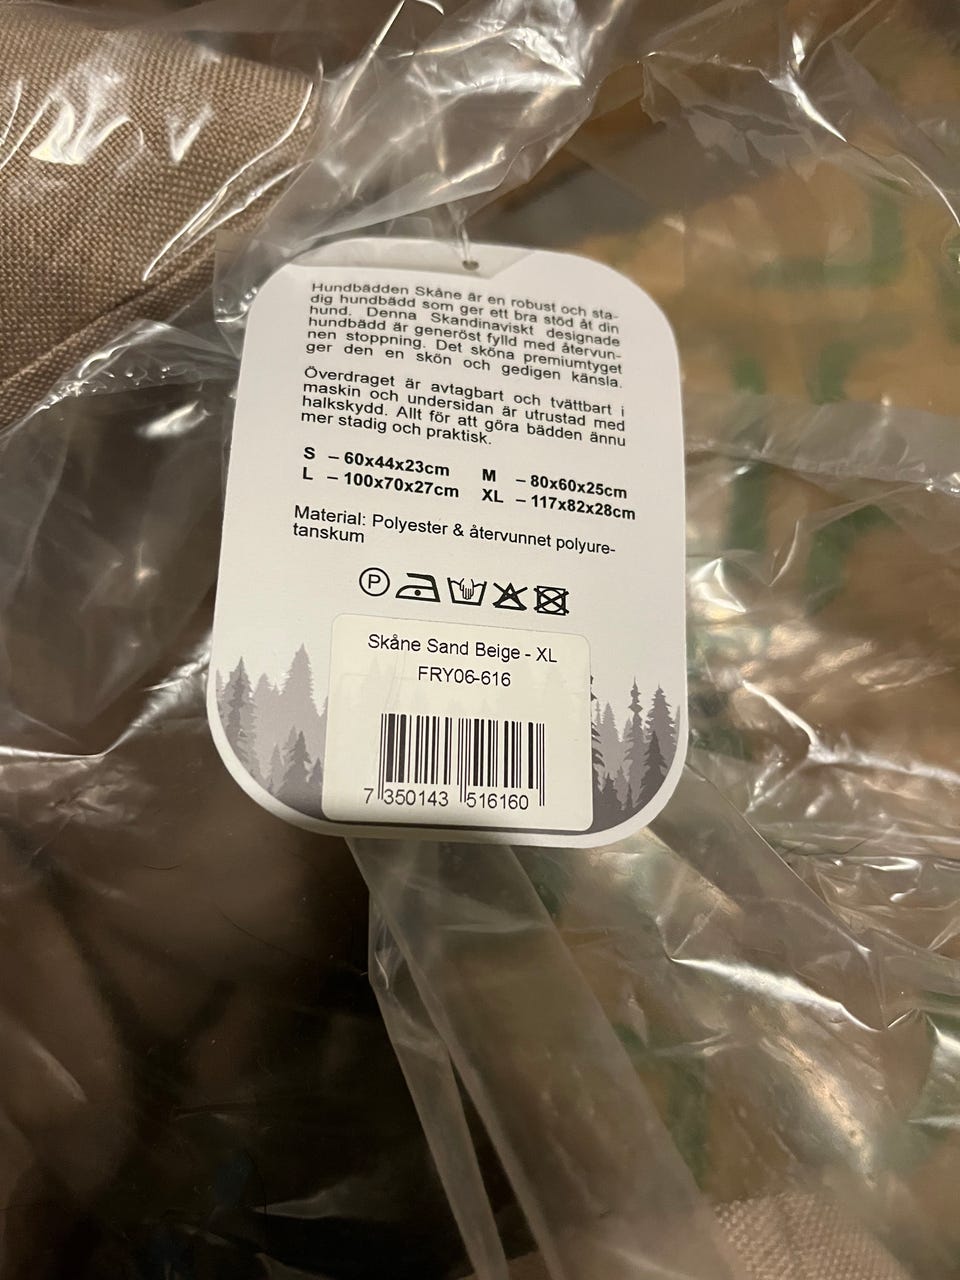 Hundbädden Skåne är en robust och sta-
dig hundbädd som ger ett bra stöd åt din
hund. Denna Skandinaviskt designade
hundbädd är generöst fylld med återvun-
nen stoppning. Det sköna premiumtyget
ger den en skön och gedigen känsla.
Överdraget är avtagbart och tvättbart i
maskin och undersidan är utrustad med
halkskydd. Allt för att göra bädden ännu
mer stadig och praktisk.
S – 60x44x23cm M – 80x60x25cm
L – 100x70x27cm XL – 117x82x28cm
Material: Polyester & återvunnet polyure-
tanskum
P
Skåne Sand Beige - XL
FRY06-616
7 350143 516160